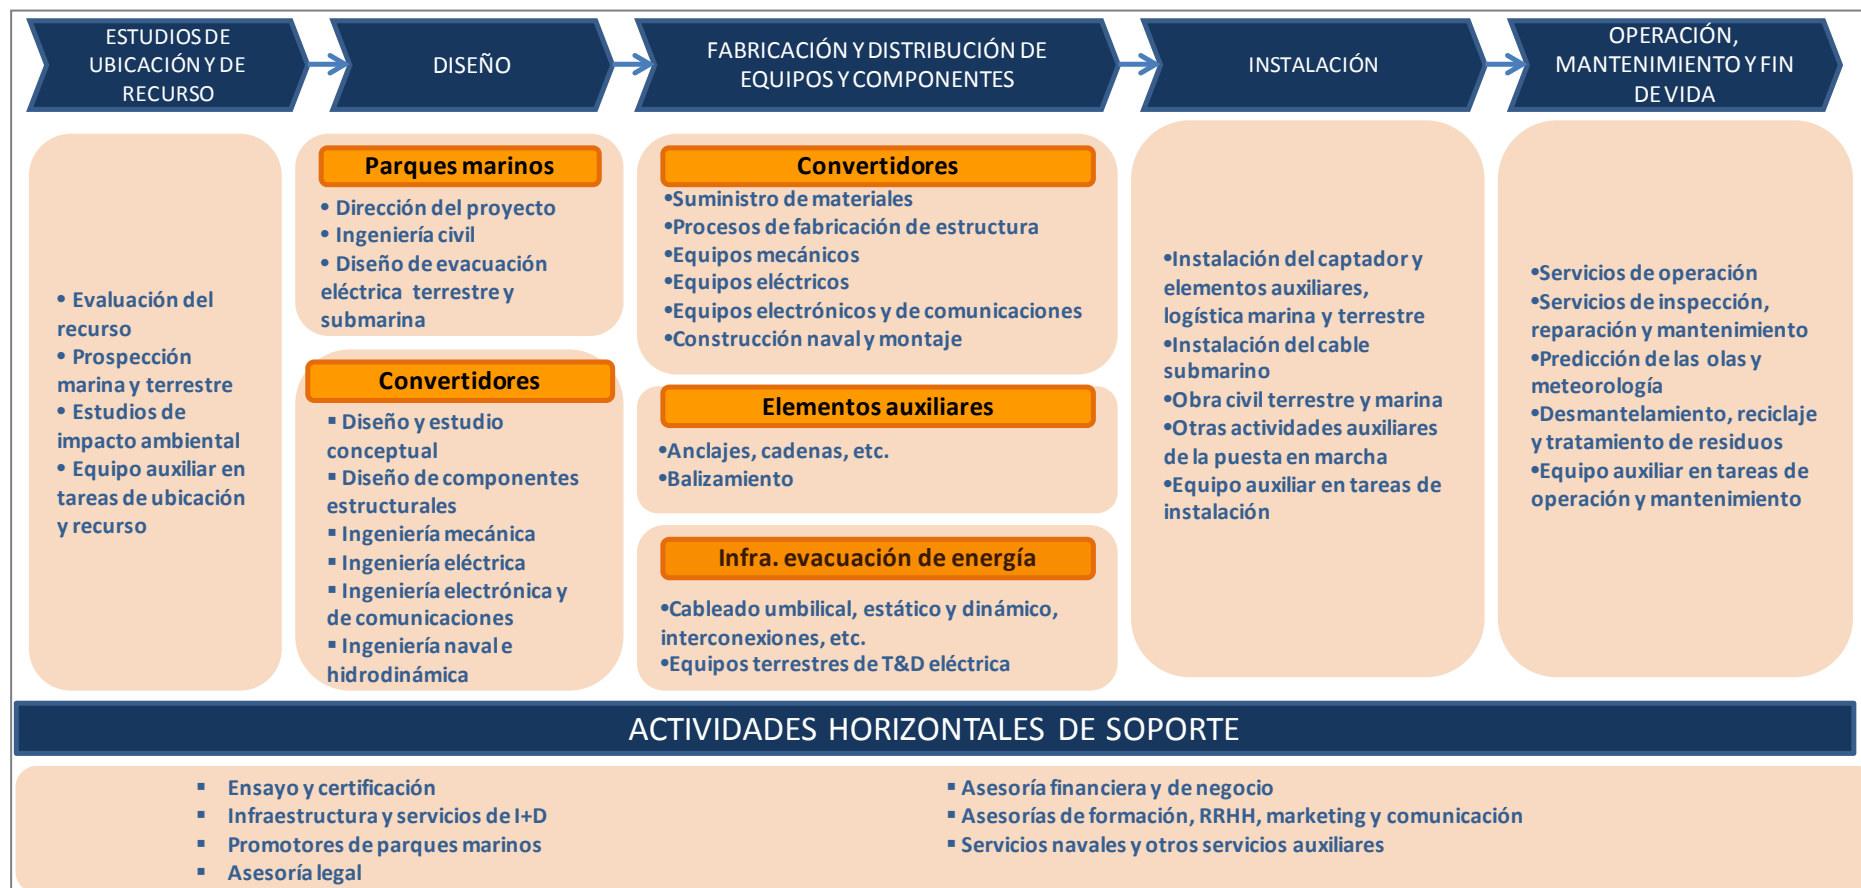 ESTUDIOS DE
UBICACIÓN Y DE
RECURSO
DISEÑO
FABRICACIÓN Y DISTRIBUCIÓN DE
EQUIPOS Y COMPONENTES
INSTALACIÓN
OPERACIÓN,
MANTENIMIENTO Y FIN
DE VIDA
• Evaluación del
recurso
• Prospección
marina y terrestre
• Estudios de
impacto ambiental
• Equipo auxiliar en
tareas de ubicación
y recurso
Parques marinos
• Dirección del proyecto
• Ingeniería civil
• Diseño de evacuación
eléctrica terrestre y
submarina
Convertidores
▪ Diseño y estudio
conceptual
▪ Diseño de componentes
estructurales
▪ Ingeniería mecánica
▪ Ingeniería eléctrica
▪ Ingeniería electrónica y
de comunicaciones
▪ Ingeniería naval e
hidrodinámica
Convertidores
•Suministro de materiales
•Procesos de fabricación de estructura
•Equipos mecánicos
•Equipos eléctricos
•Equipos electrónicos y de comunicaciones
•Construcción naval y montaje
Elementos auxiliares
•Anclajes, cadenas, etc.
•Balizamiento
Infra. evacuación de energía
•Cableado umbilical, estático y dinámico,
interconexiones, etc.
•Equipos terrestres de T&D eléctrica
•Instalación del captador y
elementos auxiliares,
logística marina y terrestre
•Instalación del cable
submarino
•Obra civil terrestre y marina
•Otras actividades auxiliares
de la puesta en marcha
•Equipo auxiliar en tareas de
instalación
•Servicios de operación
•Servicios de inspección,
reparación y mantenimiento
•Predicción de las olas y
meteorología
•Desmantelamiento, reciclaje
y tratamiento de residuos
•Equipo auxiliar en tareas de
operación y mantenimiento
ACTIVIDADES HORIZONTALES DE SOPORTE
▪ Ensayo y certificación
▪ Infraestructura y servicios de I+D
▪ Promotores de parques marinos
▪ Asesoría legal
▪ Asesoría financiera y de negocio
▪ Asesorías de formación, RRHH, marketing y comunicación
▪ Servicios navales y otros servicios auxiliares